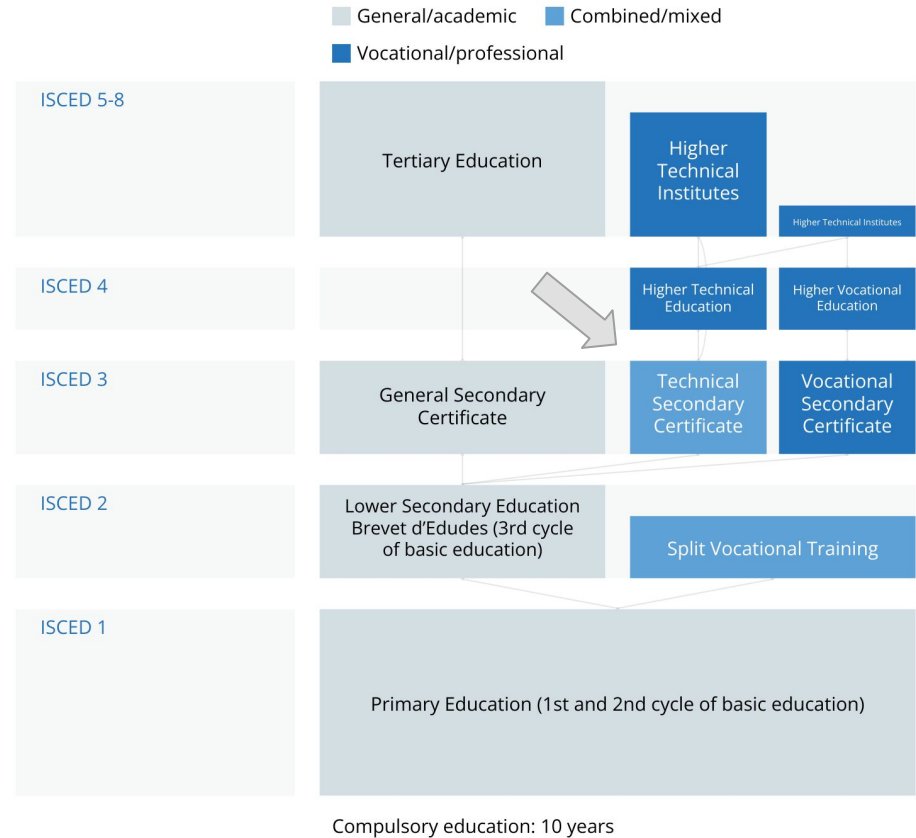 General/academic
Combined/mixed
Vocational/professional
ISCED 5-8
Tertiary Education
Higher
Technical
Institutes
Higher Technical Institutes
ISCED 4
Higher Technical
Education
Higher Vocational
Education
ISCED 3
General Secondary
Certificate
Technical
Secondary
Certificate
Vocational
Secondary
Certificate
ISCED 2
Lower Secondary Education
Brevet d’Edudes (3rd cycle
of basic education)
Split Vocational Training
ISCED 1
Primary Education (1st and 2nd cycle of basic education)
Compulsory education: 10 years